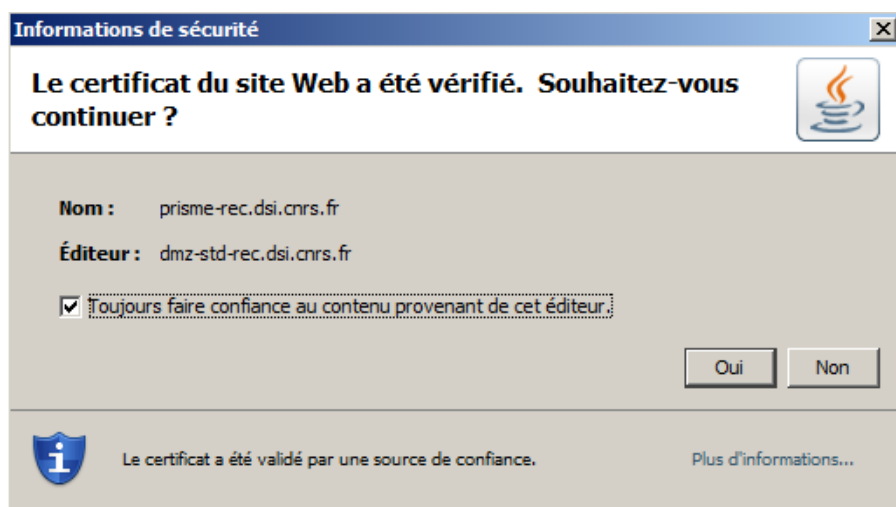 Informations de sécurité
Le certificat du site Web a été vérifié. Souhaitez-vous
continuer ?
Nom : prisme-rec.dsi.cnrs.fr
Éditeur : dmz-std-rec.dsi.cnrs.fr
Toujours faire confiance au contenu provenant de cet éditeur.
Oui Non
Le certificat a été validé par une source de confiance. Plus d'informations...